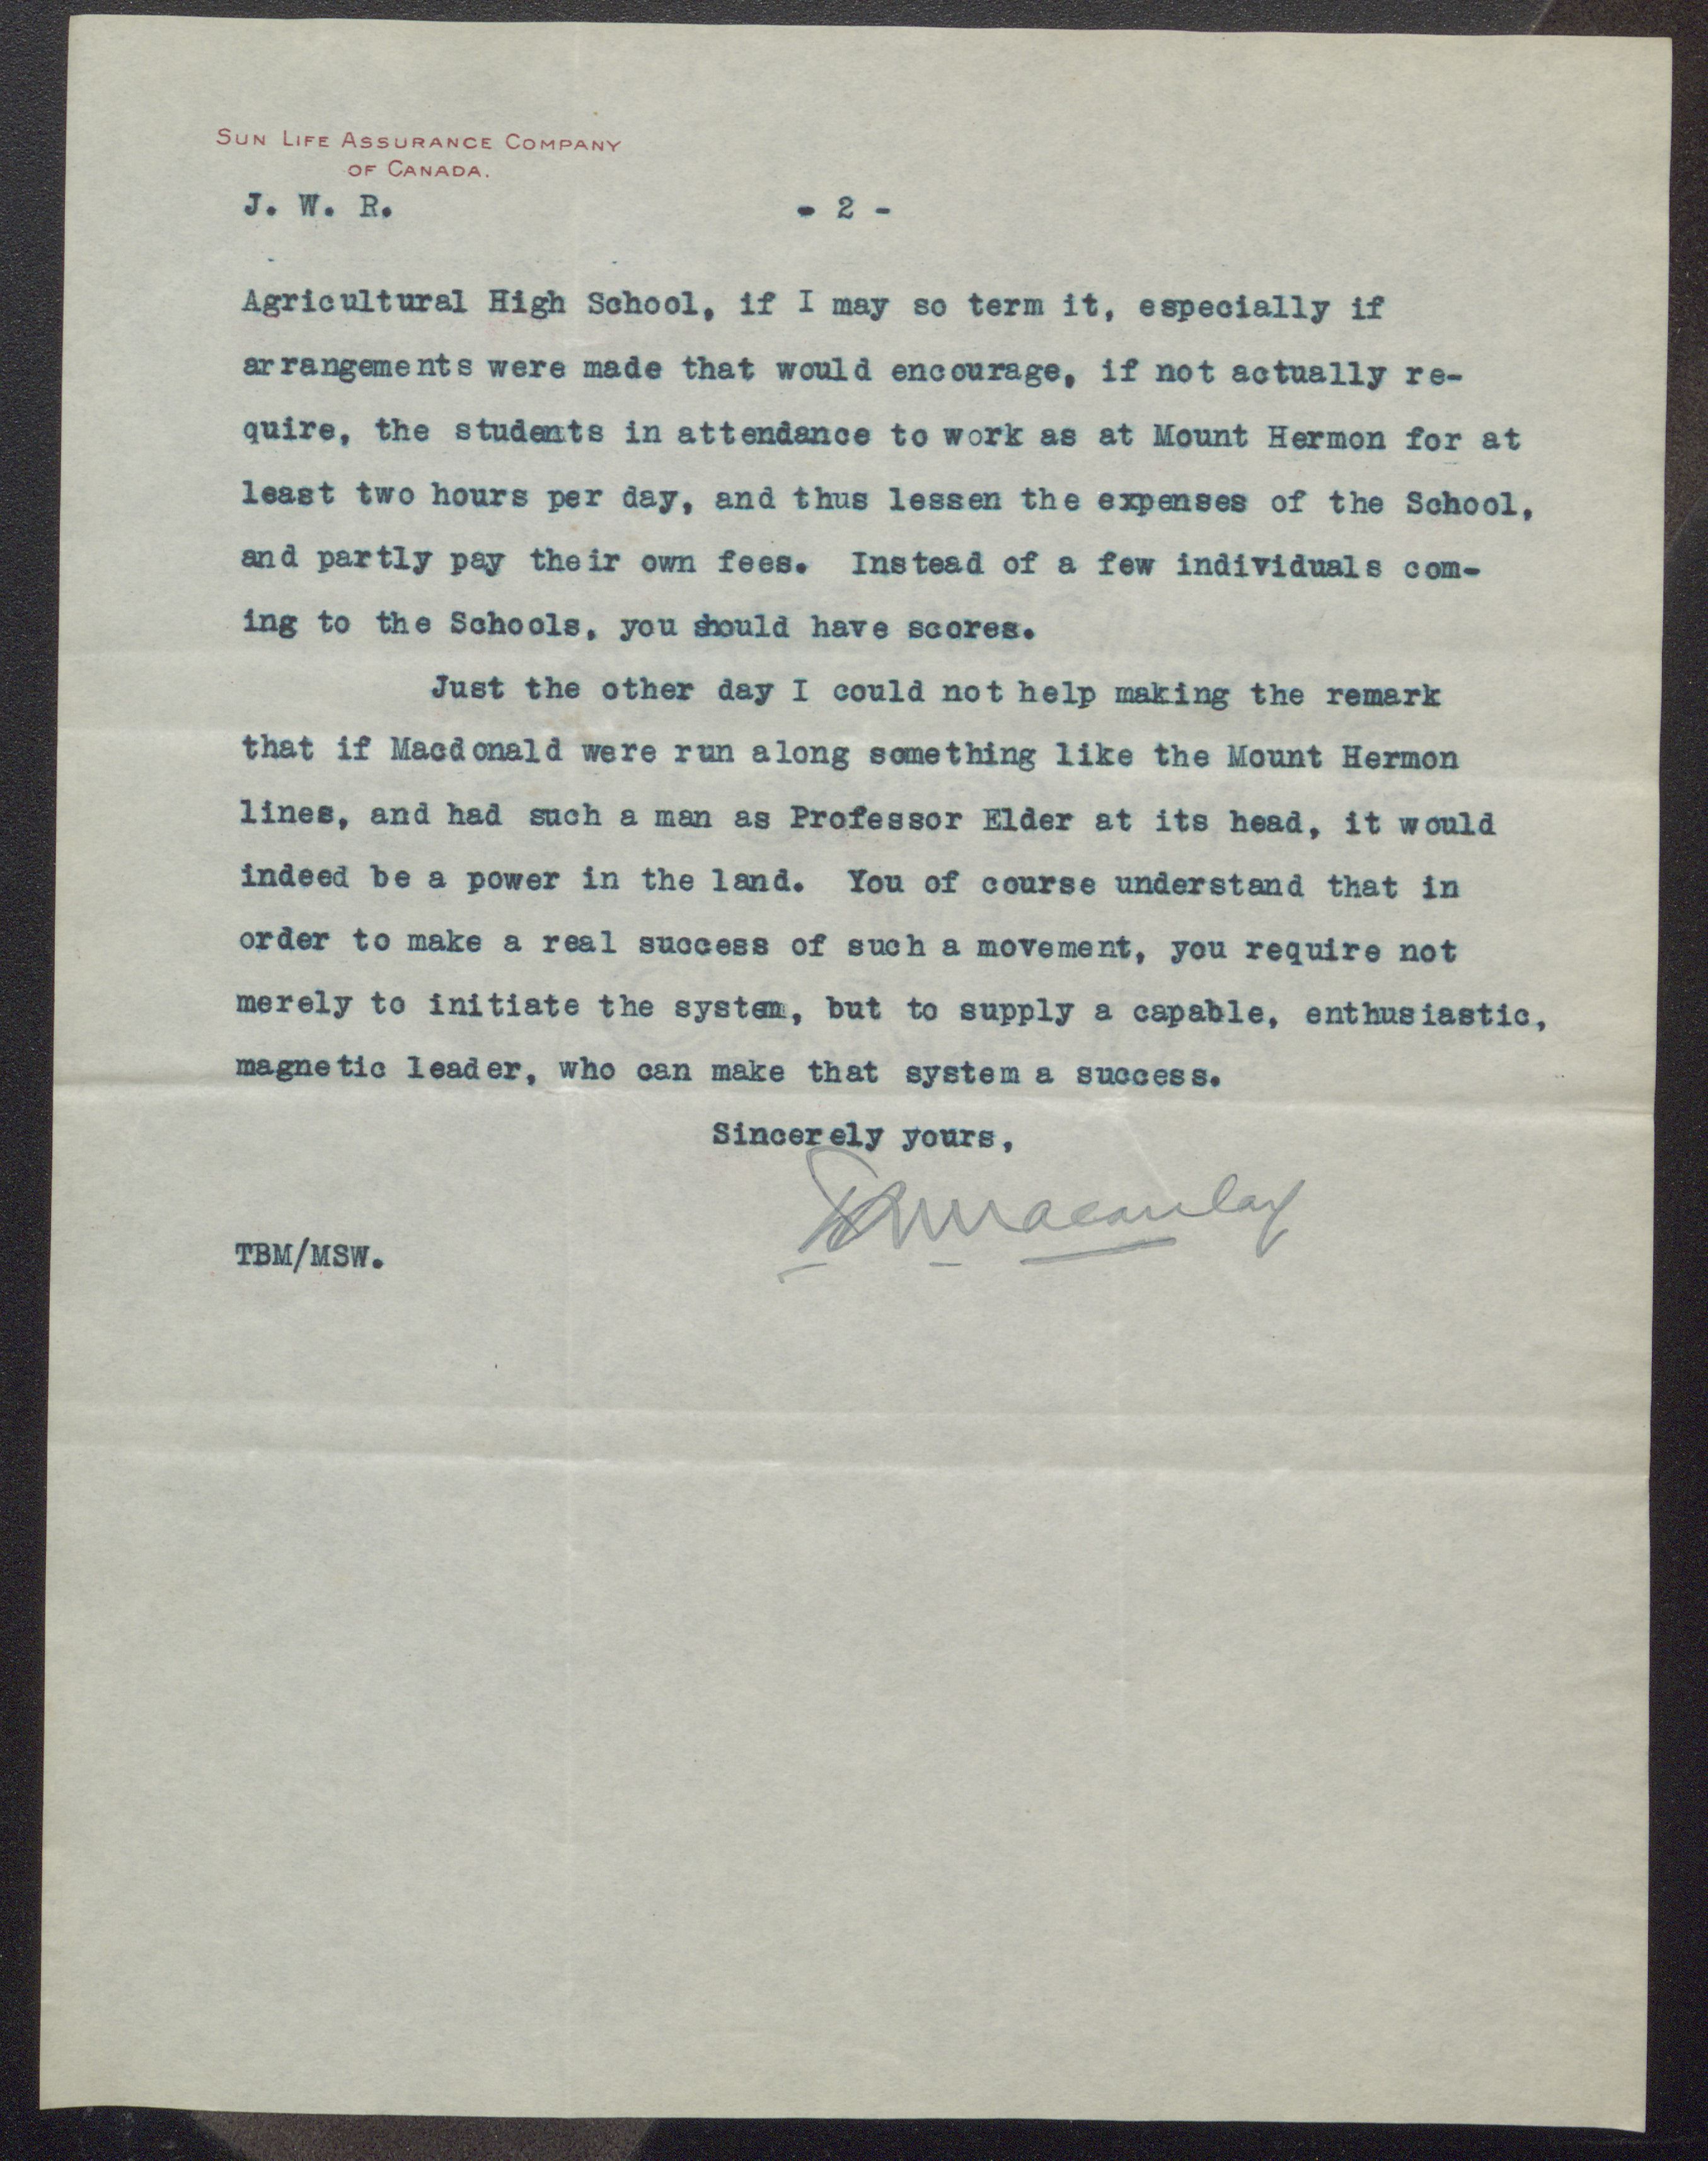 SUN LIFE ASSURANCE COMPANY
OF CANADA.
J. W. R. - 2 -
Agricultural High School, if I may so term it, especially if
arrangements were made that would encourage, if not actually re-
quire, the students in attendance to work as at Mount Hermon for at
least two hours per day, and thus lessen the expenses of the School,
and partly pay their own fees. Instead of a few individuals com-
ing to the Schools, you should have scores.
Just the other day I could not help making the remark
that if Macdonald were run along something like the Mount Hermon
lines, and had such a man as Professor Elder at its head, it would
indeed be a power in the land. You of course understand that in
order to make a real success of such a movement, you require not
merely to initiate the system, but to supply a capable, enthusiastic,
magnetic leader, who can make that system a success.
Sincerely yours,
TBMacaulay
TBM/MSW.